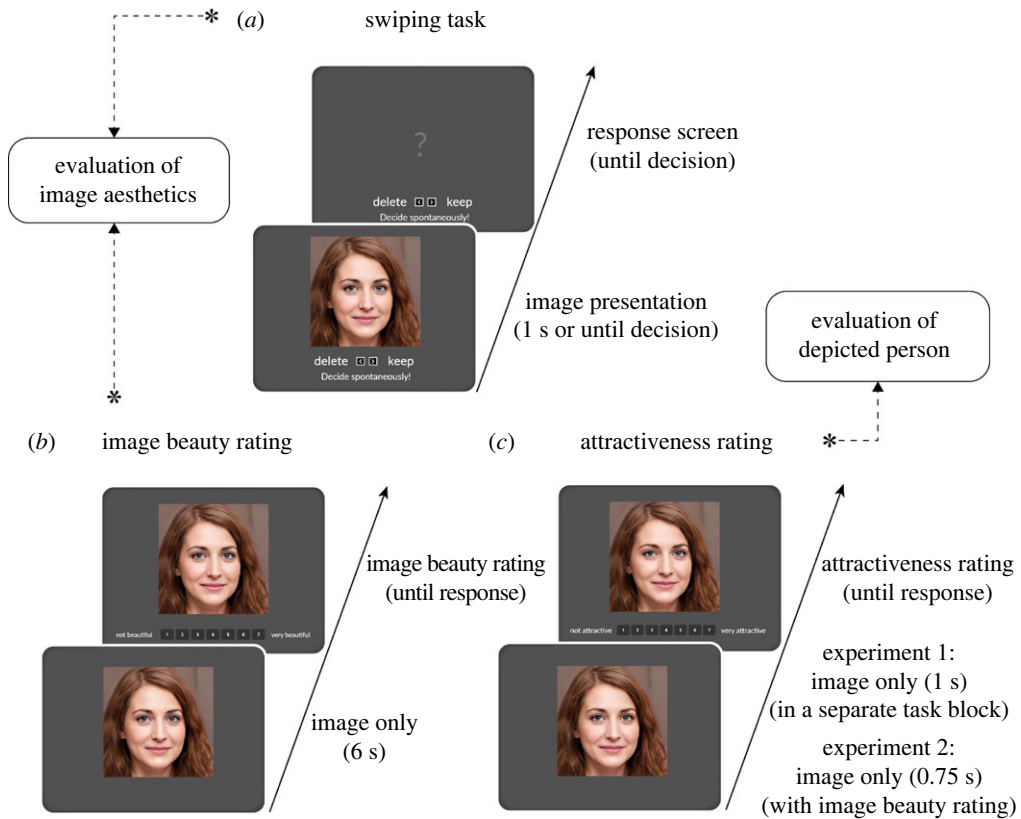 * (a) swiping task
?
delete < > keep
Decide spontaneously!
response screen
(until decision)
evaluation of
image aesthetics
delete < > keep
Decide spontaneously!
image presentation
(1 s or until decision)
evaluation of
depicted person
*
(b) image beauty rating
(c) attractiveness rating *
not beautiful 1 2 3 4 5 6 7 very beautiful
image beauty rating
(until response)
image only
(6 s)
not attractive 1 2 3 4 5 6 7 very attractive
attractiveness rating
(until response)
experiment 1:
image only (1 s)
(in a separate task block)
experiment 2:
image only (0.75 s)
(with image beauty rating)